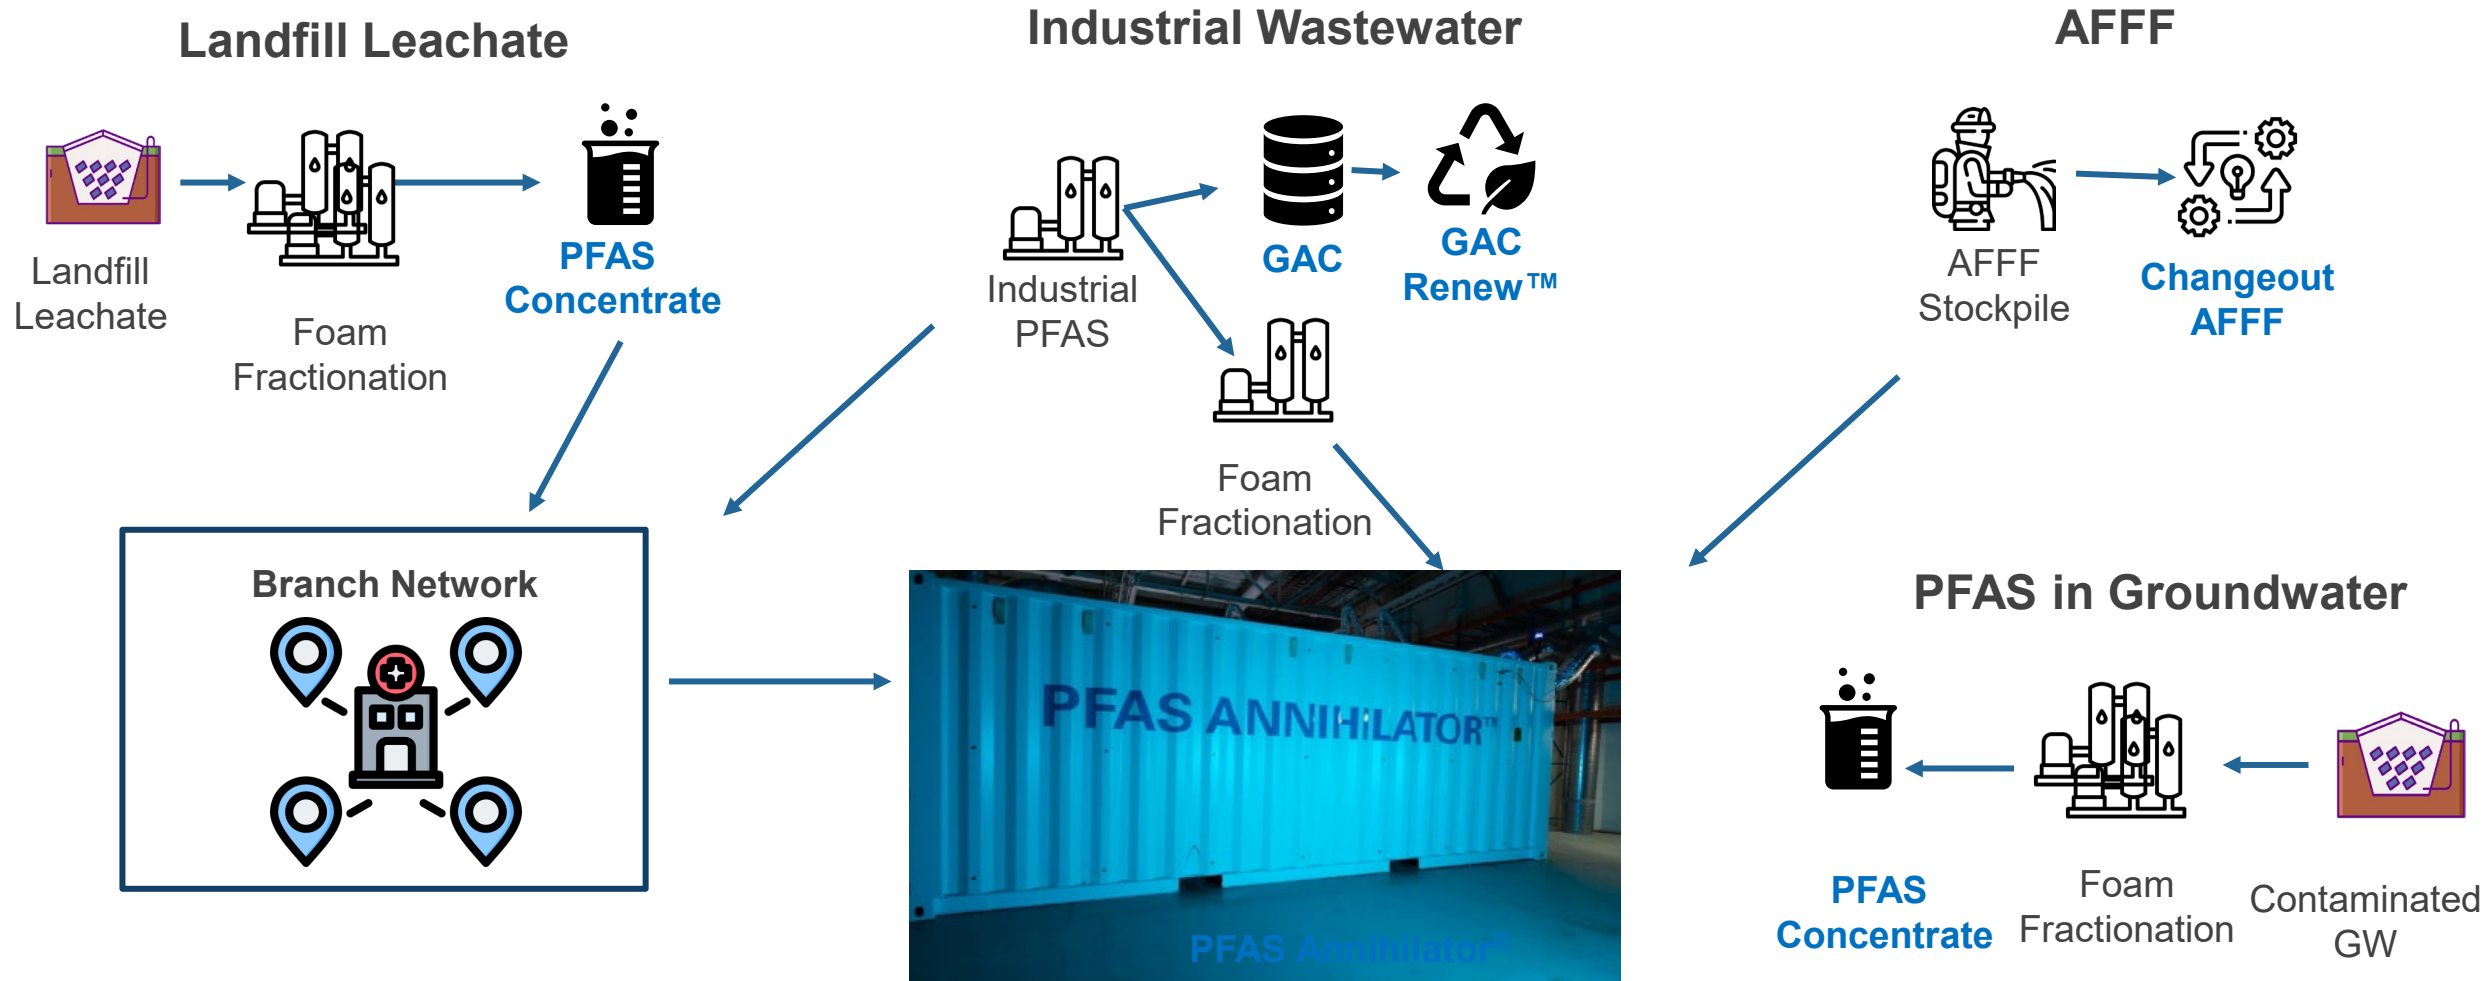 Landfill Leachate
Industrial Wastewater
AFFF
Landfill
Leachate
Foam
Fractionation
PFAS
Concentrate
Industrial
PFAS
GAC
GAC
Renew™
Foam
Fractionation
AFFF
Stockpile
Changeout
AFFF
Branch Network
PFAS ANNIHILATOR™
PFAS Annihilator®
PFAS in Groundwater
PFAS
Concentrate
Foam
Fractionation
Contaminated
GW